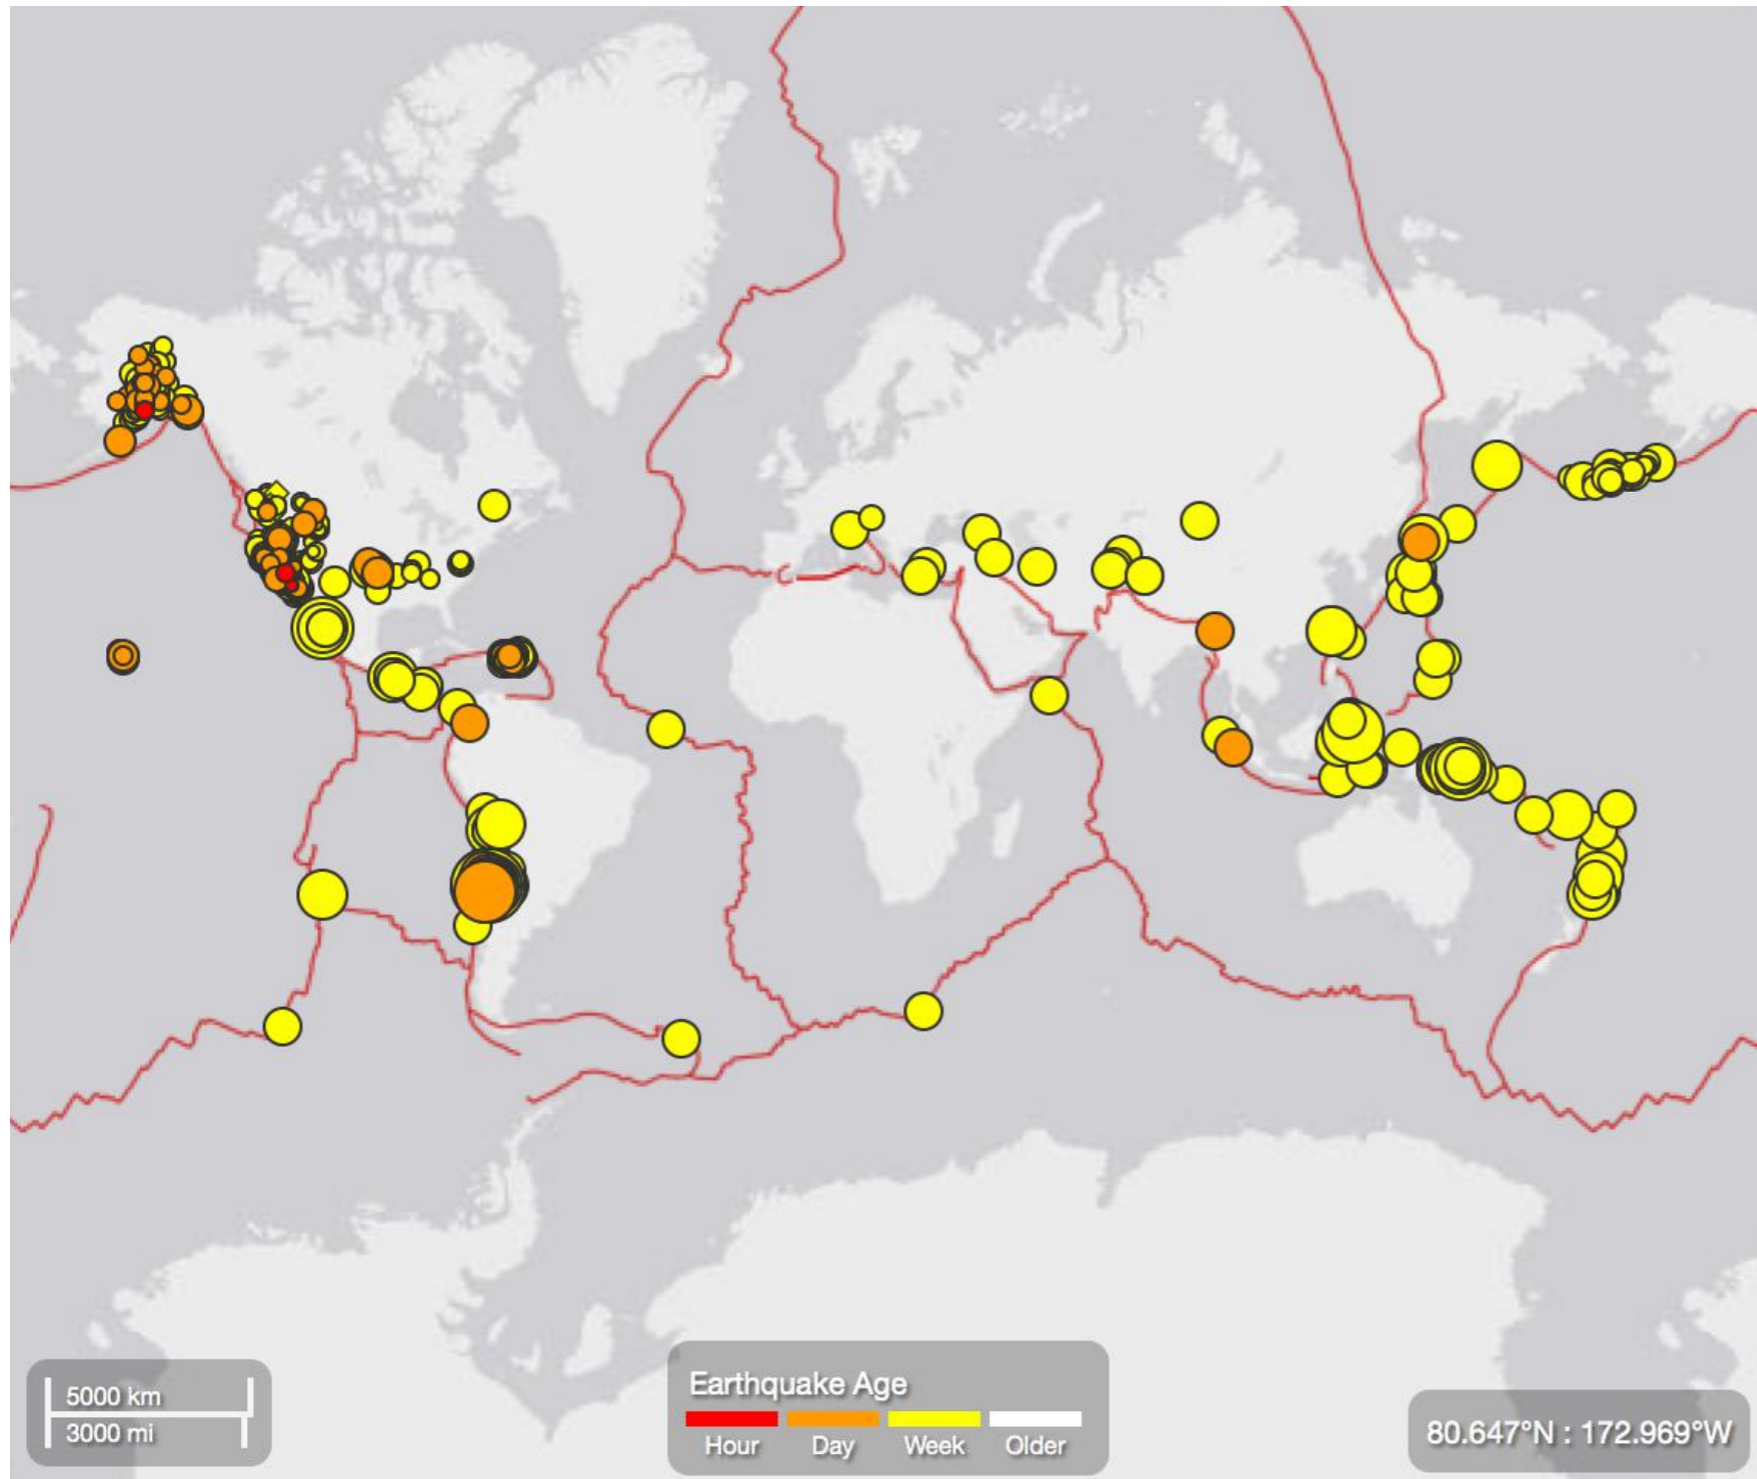 5000 km
3000 mi
Earthquake Age
Hour Day Week Older
80.647°N : 172.969°W